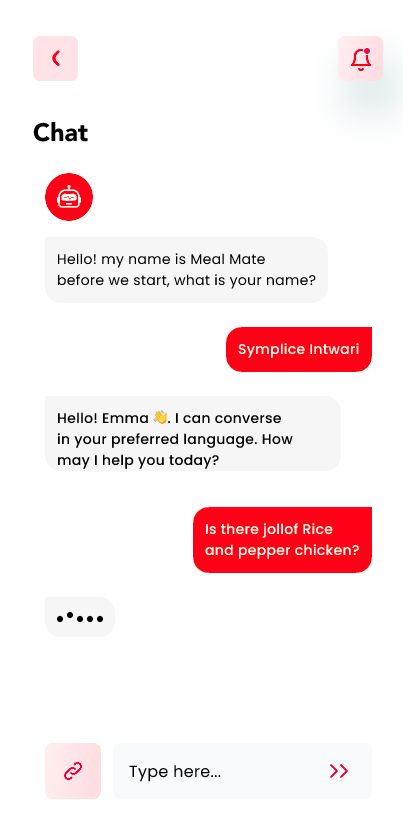 Chat
Hello! my name is Meal Mate
before we start, what is your name?
Symplice Intwari
Hello! Emma 👋. I can converse
in your preferred language. How
may I help you today?
Is there jollof Rice
and pepper chicken?
Type here...